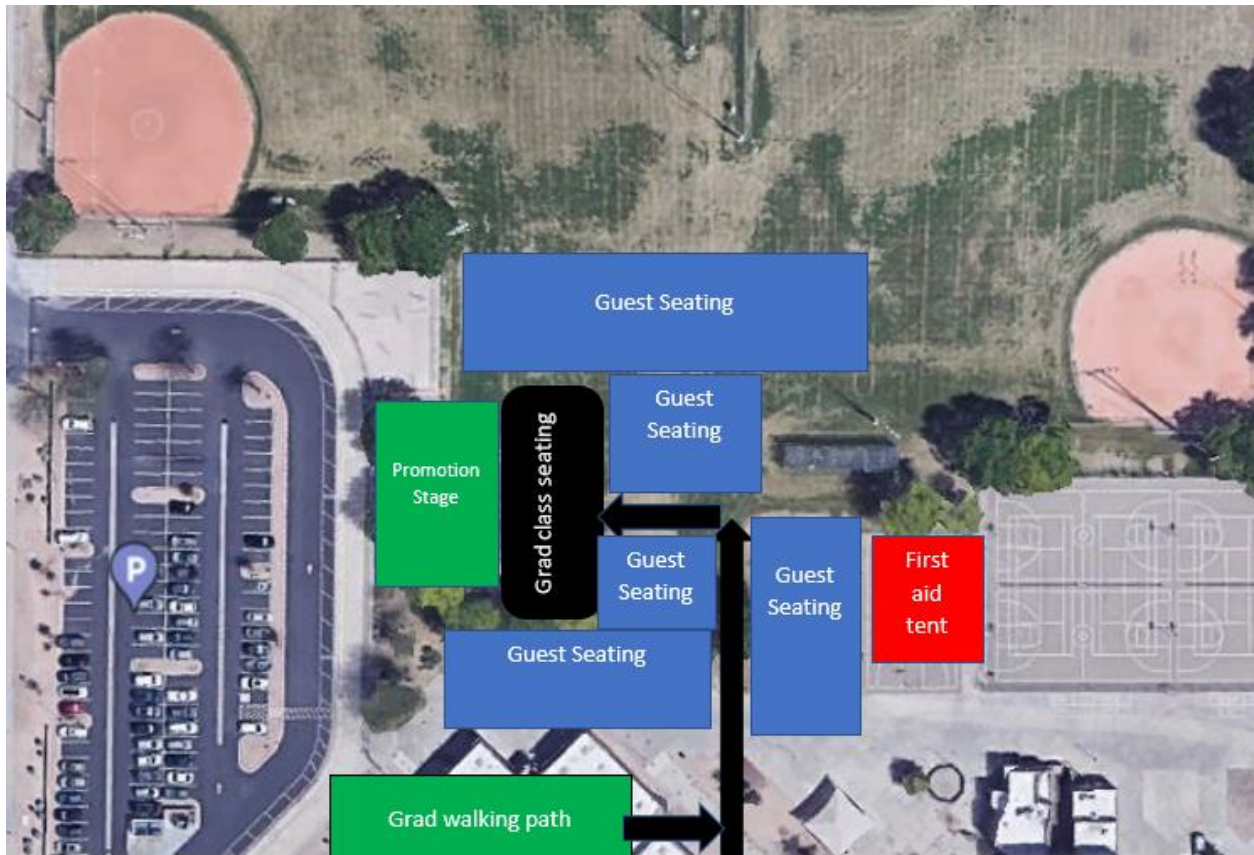 Guest Seating
Guest
Seating
Promotion
Stage
Grad class seating
P
Guest
Seating
Guest
Seating
First
aid
tent
Guest Seating
Grad walking path